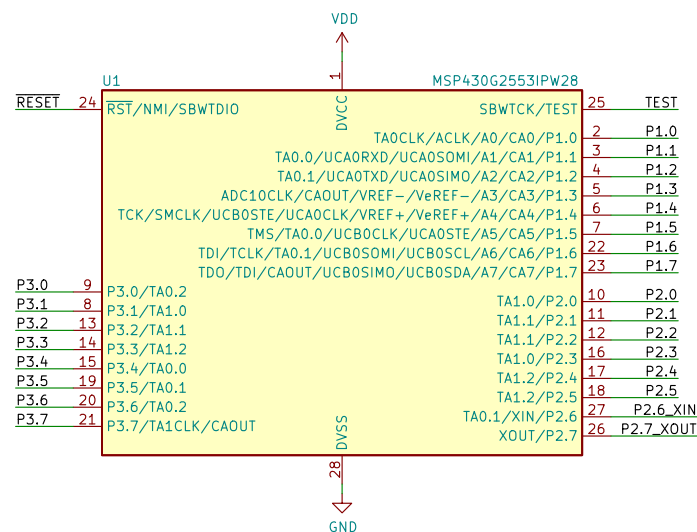 VDD
U1 MSP430G2553IPW28
1
DVCC
RESET 24 RST/NMI/SBWTDIO SBWTCK/TEST 25 TEST
TA0CLK/ACLK/A0/CA0/P1.0 2 P1.0
TA0.0/UCA0RXD/UCA0SOMI/A1/CA1/P1.1 3 P1.1
TA0.1/UCA0TXD/UCA0SIMO/A2/CA2/P1.2 4 P1.2
ADC10CLK/CAOUT/VREF-/VeREF-/A3/CA3/P1.3 5 P1.3
TCK/SMCLK/UCB0STE/UCA0CLK/VREF+/VeREF+/A4/CA4/P1.4 6 P1.4
TMS/TA0.0/UCB0CLK/UCA0STE/A5/CA5/P1.5 7 P1.5
TDI/TCLK/TA0.1/UCB0SOMI/UCB0SCL/A6/CA6/P1.6 22 P1.6
TDO/TDI/CAOUT/UCB0SIMO/UCB0SDA/A7/CA7/P1.7 23 P1.7
P3.0 9 P3.0/TA0.2 TA1.0/P2.0 10 P2.0
P3.1 8 P3.1/TA1.0 TA1.1/P2.1 11 P2.1
P3.2 13 P3.2/TA1.1 TA1.1/P2.2 12 P2.2
P3.3 14 P3.3/TA1.2 TA1.0/P2.3 16 P2.3
P3.4 15 P3.4/TA0.0 TA1.2/P2.4 17 P2.4
P3.5 19 P3.5/TA0.1 TA1.2/P2.5 18 P2.5
P3.6 20 P3.6/TA0.2 TA0.1/XIN/P2.6 27 P2.6_XIN
P3.7 21 P3.7/TA1CLK/CAOUT XOUT/P2.7 26 P2.7_XOUT
DVSS
28
GND